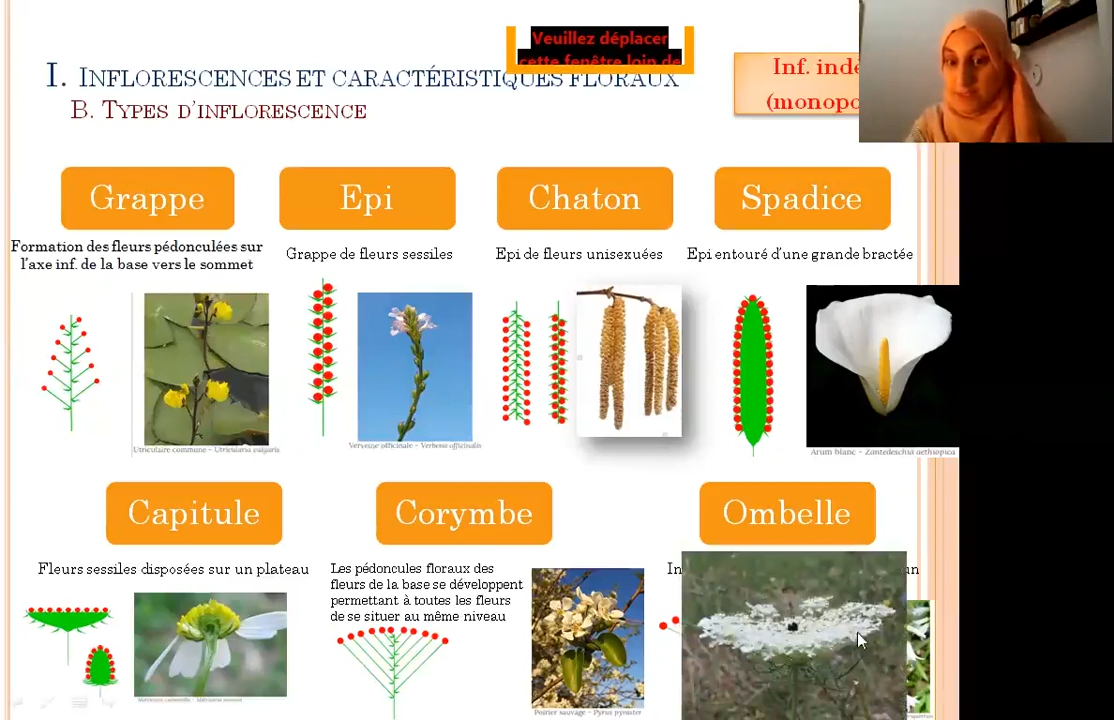 Veuillez déplacer
cette fenêtre loin de
I. INFLORESCENCES ET CARACTÉRISTIQUES FLORAUX
B. TYPES D'INFLORESCENCE
Inf. indé
(monopo
Grappe
Epi
Chaton
Spadice
Formation des fleurs pédonculées sur
l'axe inf. de la base vers le sommet
Grappe de fleurs sessiles
Epi de fleurs unisexuées
Epi entouré d'une grande bractée
Utriculaire commune - Utricularia vulgaris
Verveine officinale - Verbena officinalis
Arum blanc - Zantedeschia aethiopica
Capitule
Corymbe
Ombelle
Fleurs sessiles disposées sur un plateau
Les pédoncules floraux des
fleurs de la base se développent
permettant à toutes les fleurs
de se situer au même niveau
In
un
Poirier sauvage - Pyrus pyraster